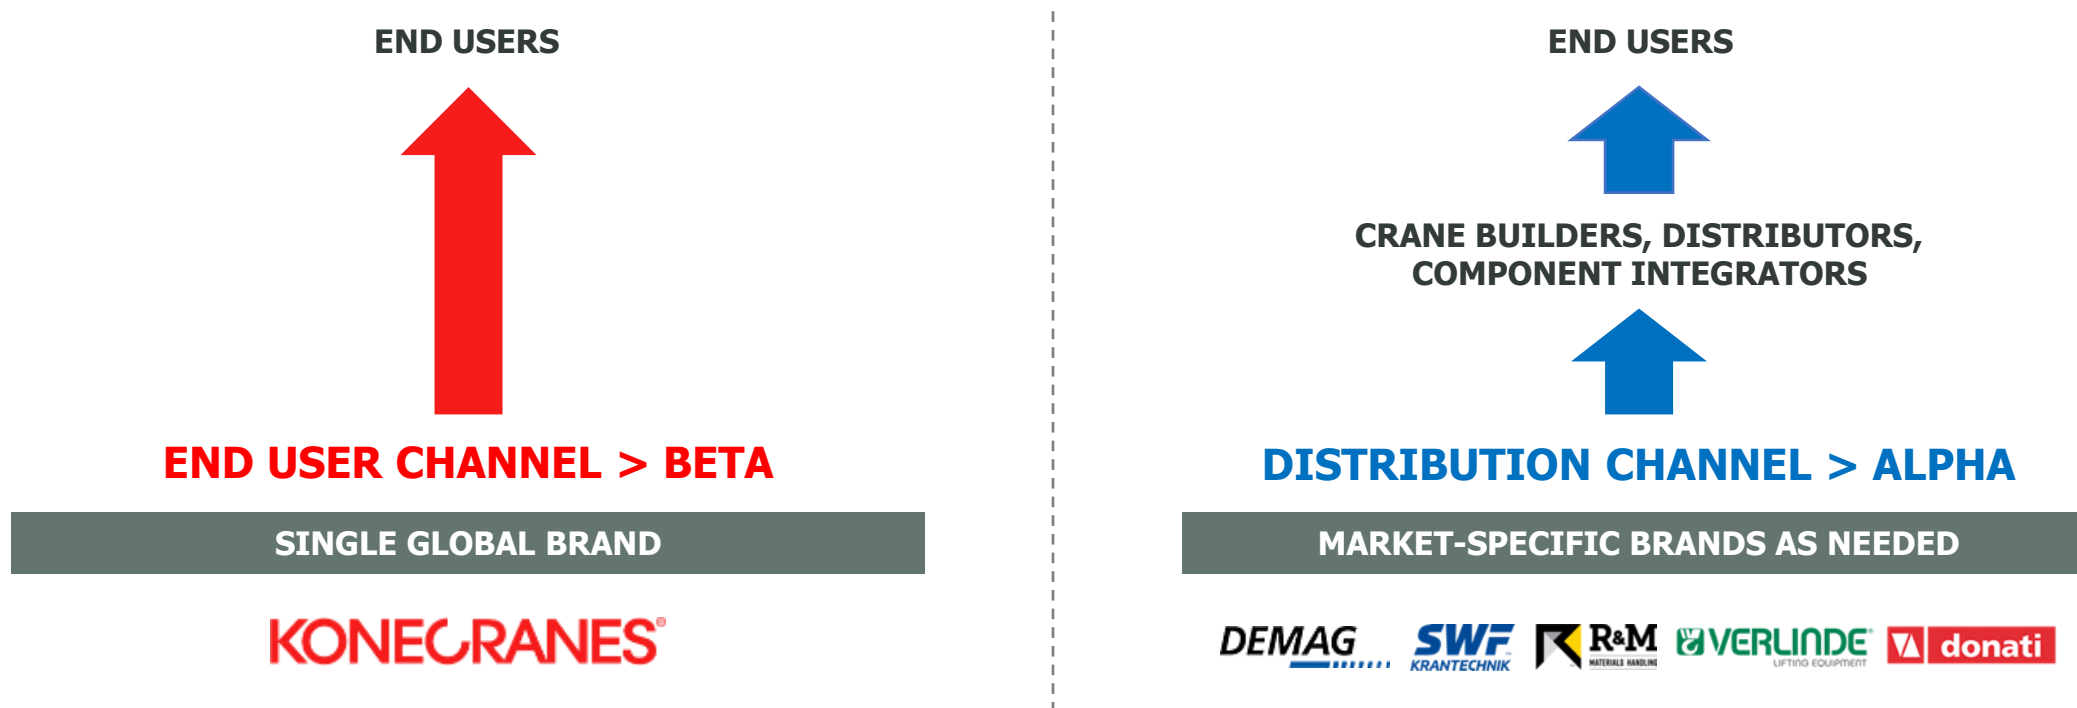 END USERS
END USER CHANNEL > BETA
SINGLE GLOBAL BRAND
KONECRANES®
END USERS
CRANE BUILDERS, DISTRIBUTORS,
COMPONENT INTEGRATORS
DISTRIBUTION CHANNEL > ALPHA
MARKET-SPECIFIC BRANDS AS NEEDED
DEMAG
SWF
KRANTECHNIK
R&M
MATERIALS HANDLING
VERLINDE®
LIFTING EQUIPMENT
donati